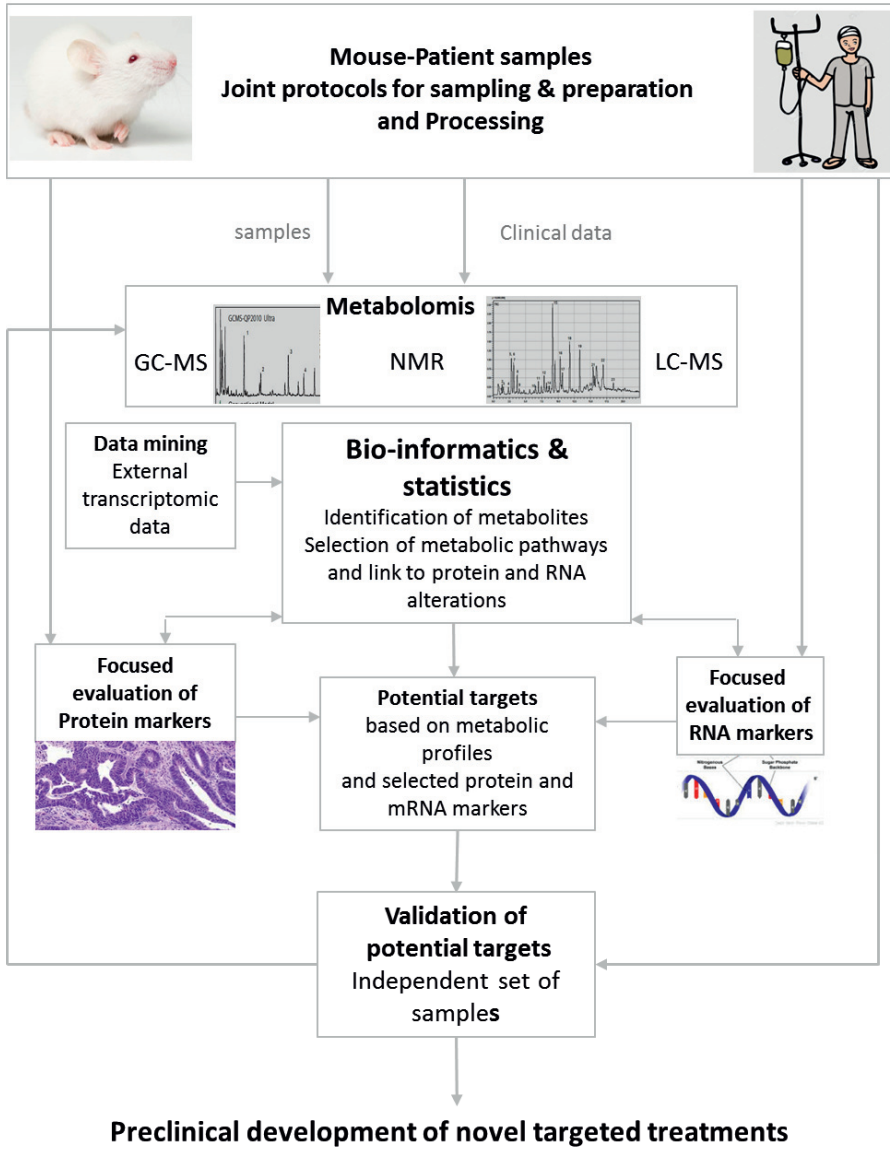 Mouse-Patient samples
Joint protocols for sampling & preparation
and Processing
samples
Clinical data
Metabolomis
GCMS-QP2010 Ultra
GC-MS
NMR
LC-MS
Data mining
External
transcriptomic
data
Bio-informatics &
statistics
Identification of metabolites
Selection of metabolic pathways
and link to protein and RNA
alterations
Focused
evaluation of
Protein markers
Potential targets
based on metabolic
profiles
and selected protein and
mRNA markers
Focused
evaluation of
RNA markers
Nitrogenous
Bases
Sugar Phosphate
Backbone
Validation of
potential targets
Independent set of
samples
Preclinical development of novel targeted treatments